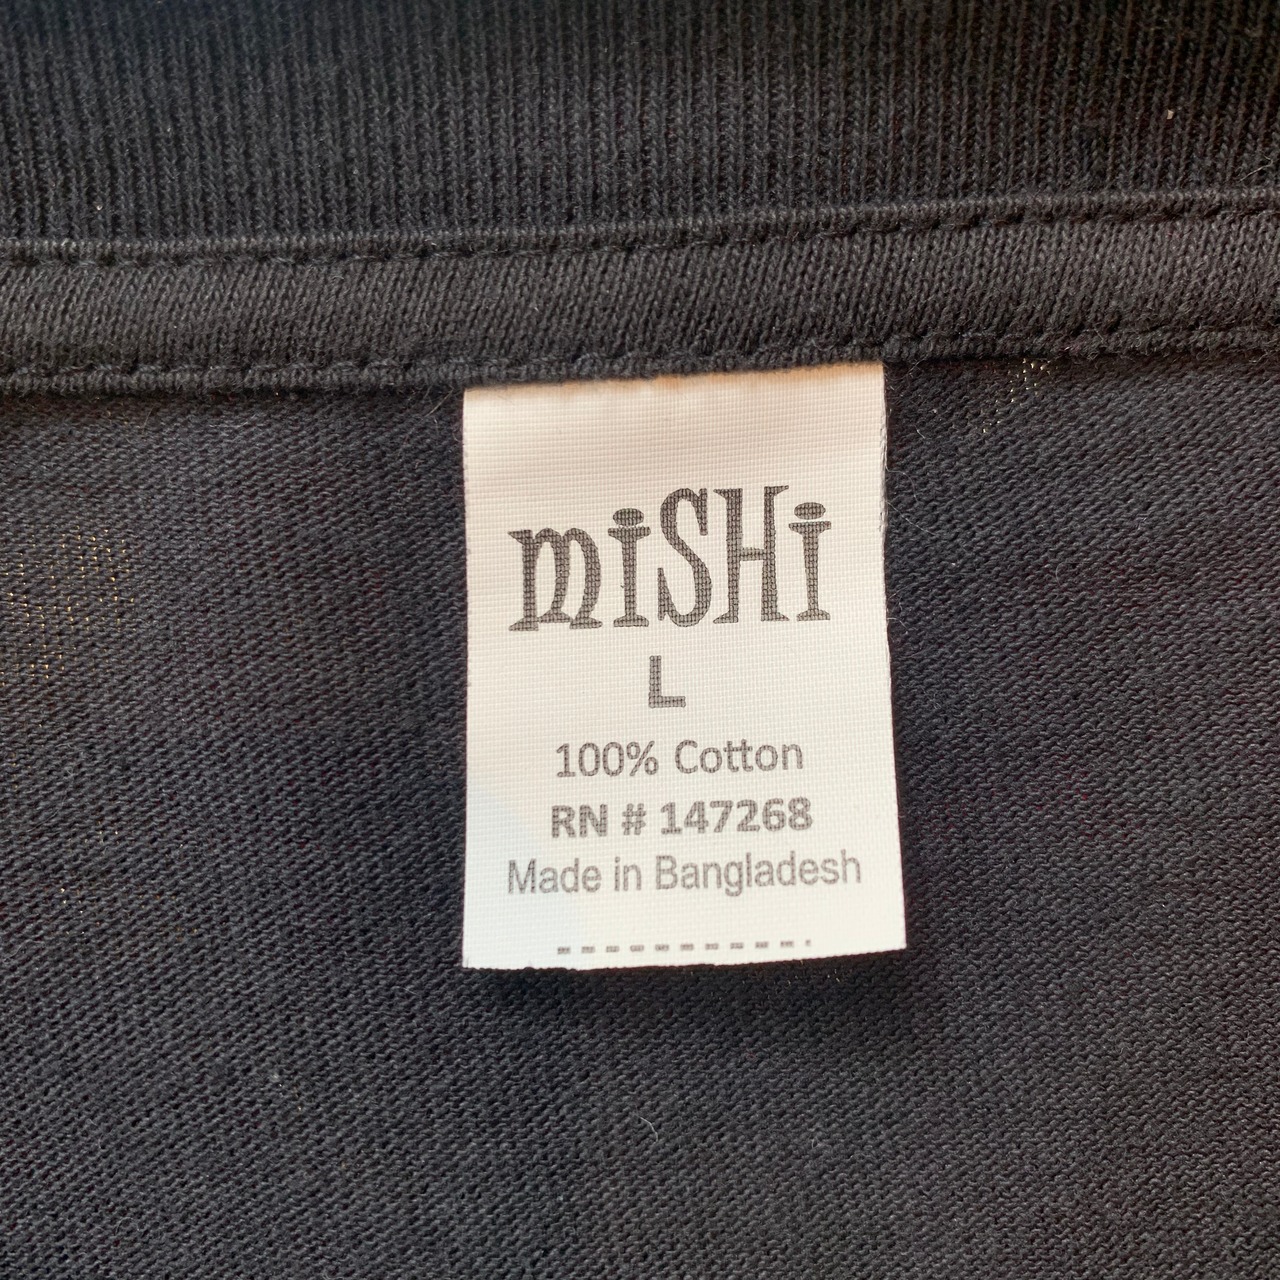 miSHi
L
100% Cotton
RN # 147268
Made in Bangladesh